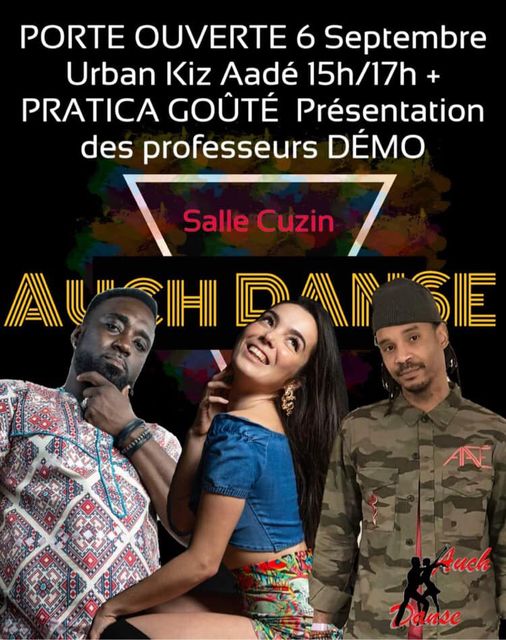 PORTE OUVERTE 6 Septembre
Urban Kiz Aadé 15h/17h +
PRATICA GOÛTÉ Présentation
des professeurs DÉMO
Salle Cuzin
AUCH DANSE
Auch
Danse